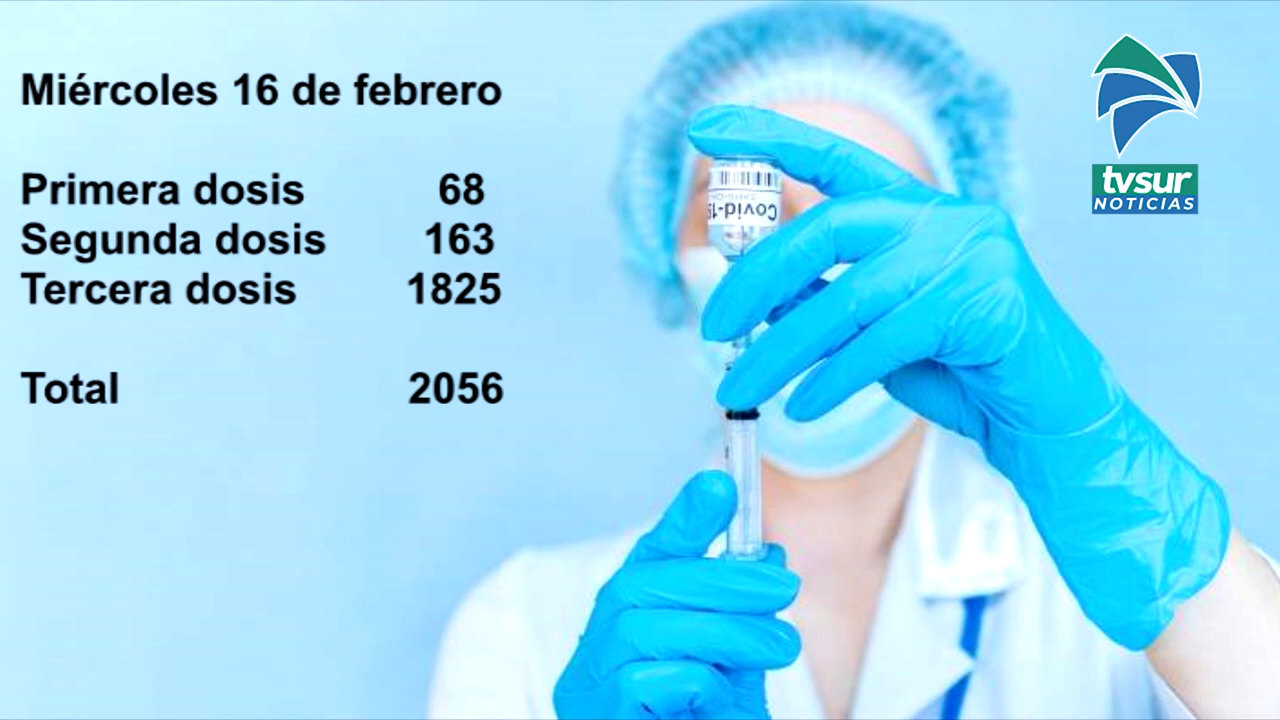 Miércoles 16 de febrero
Primera dosis 68
Segunda dosis 163
Tercera dosis 1825
Total 2056
tvsur
NOTICIAS
Covid-19